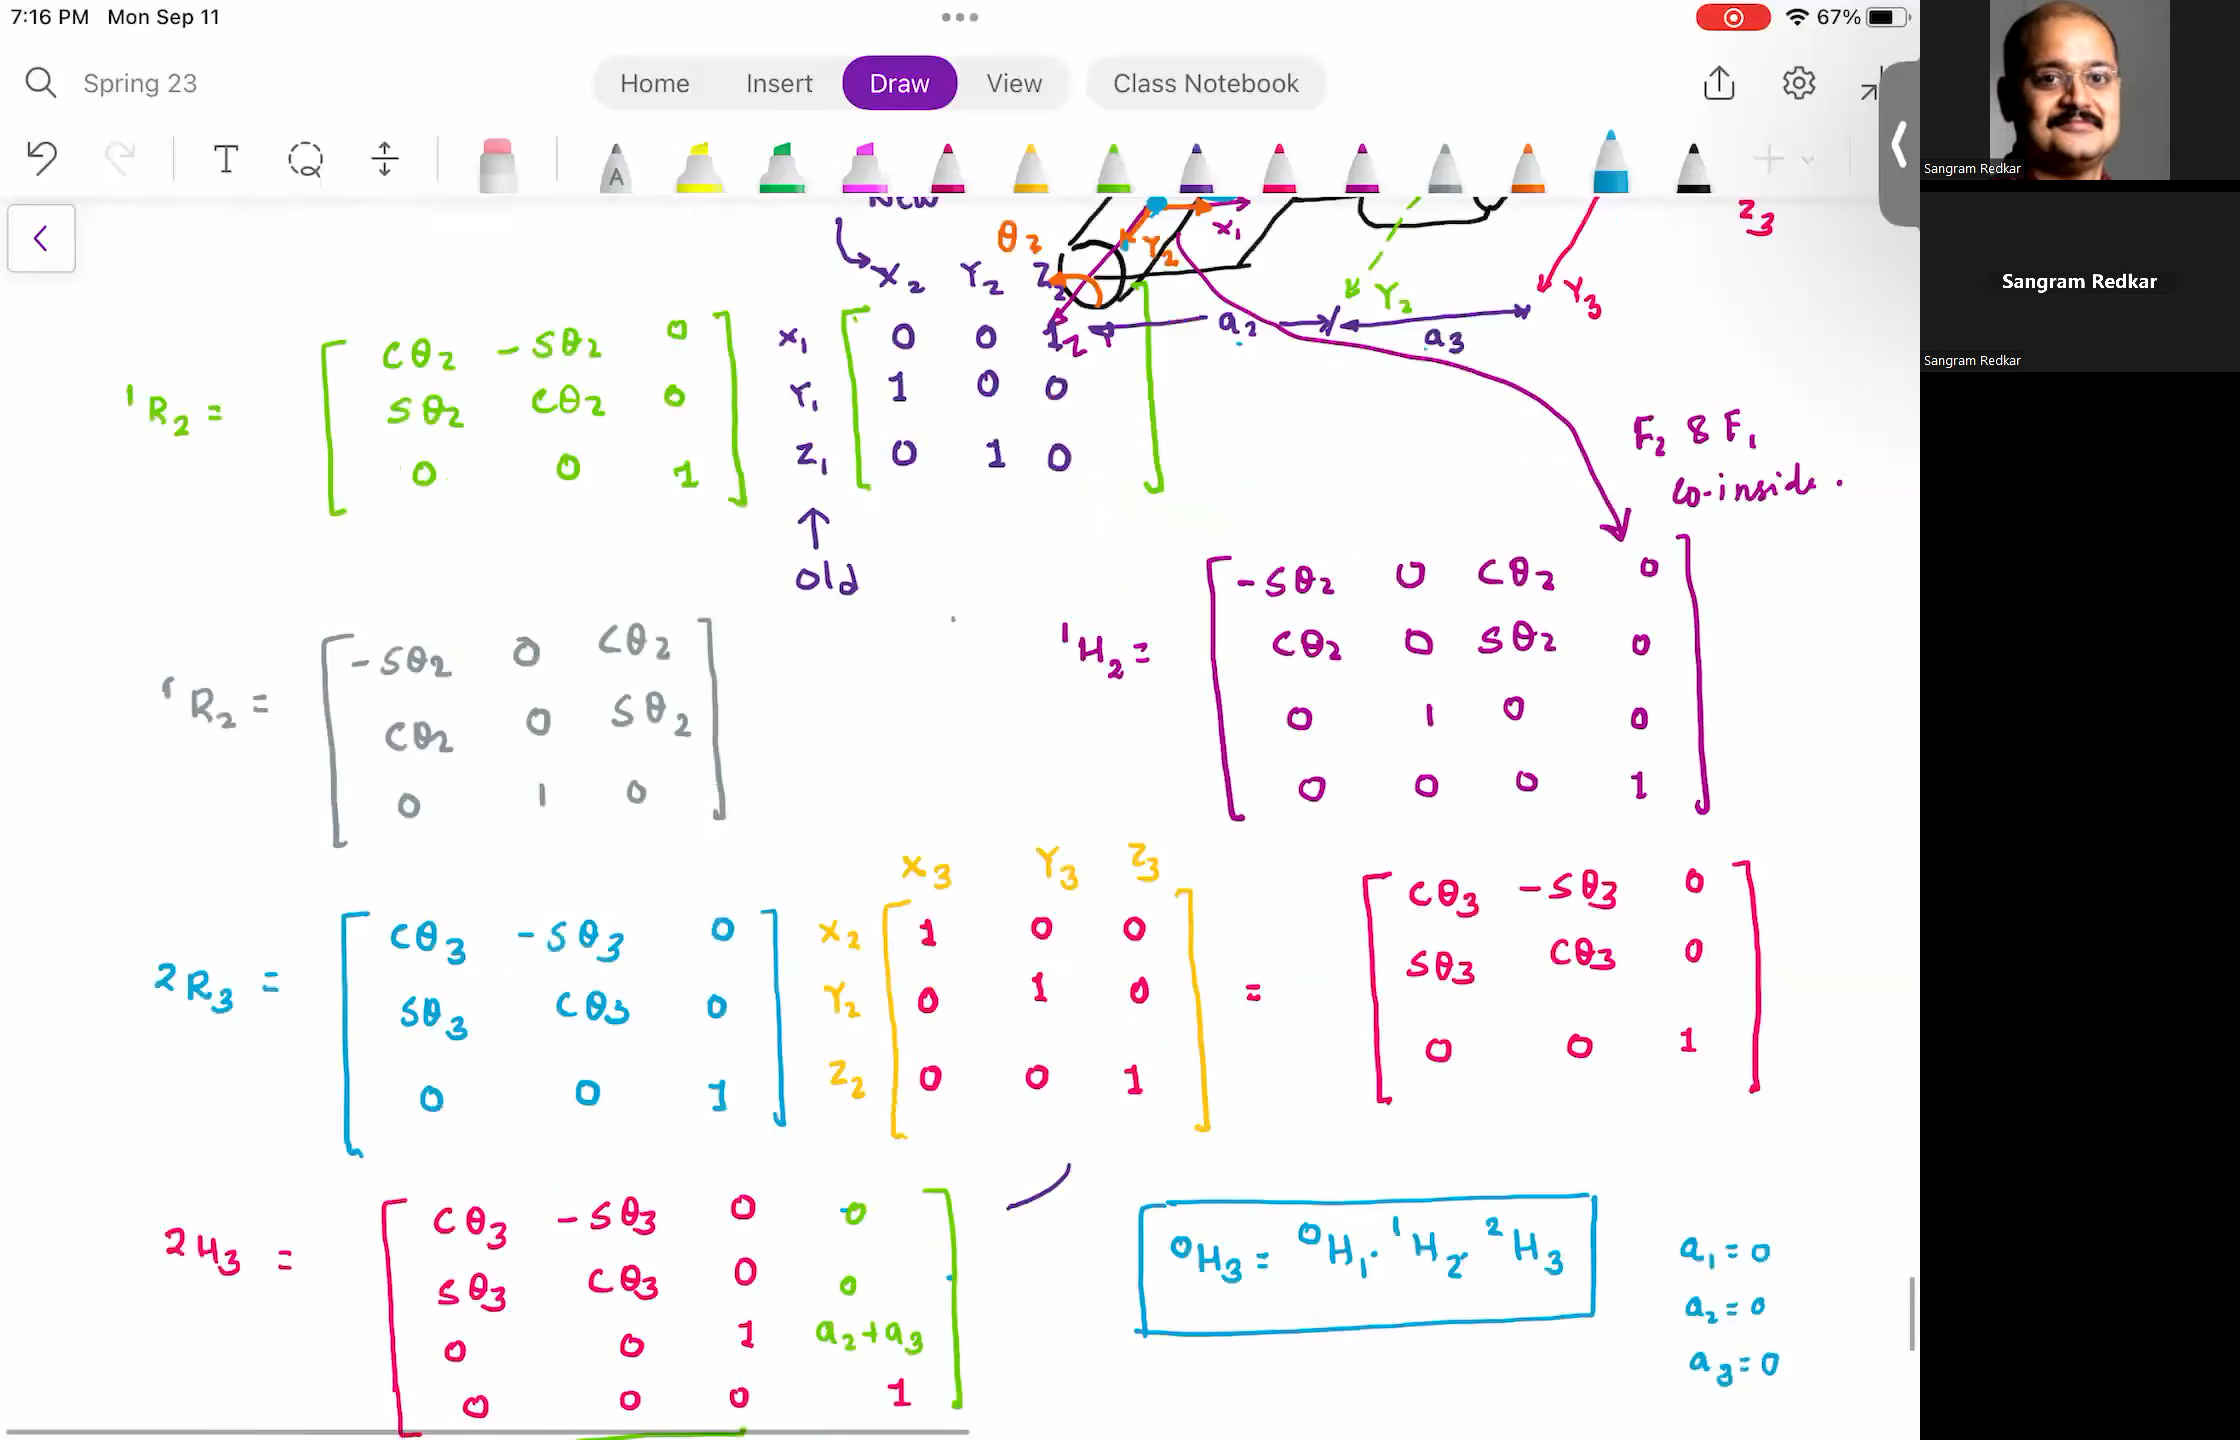 7:16 PM Mon Sep 11
67%
Spring 23
Home Insert Draw View Class Notebook
T A
Sangram Redkar
Sangram Redkar
Sangram Redkar
New
θ2 X1 Y2 Z3
X2 Y2 Z2
Y2 Y3
a2 a3
¹R2 =
Cθ2 -Sθ2 0
Sθ2 Cθ2 0
0 0 1
X1 0 0 1
Y1 1 0 0
Z1 0 1 0
old
F2 & F1
Co-inside.
¹R2 =
-Sθ2 0 Cθ2
Cθ2 0 Sθ2
0 1 0
¹H2 =
-Sθ2 0 Cθ2 0
Cθ2 0 Sθ2 0
0 1 0 0
0 0 0 1
2R3 =
Cθ3 -Sθ3 0
Sθ3 Cθ3 0
0 0 1
X3 Y3 Z3
X2 1 0 0
Y2 0 1 0
Z2 0 0 1
=
Cθ3 -Sθ3 0
Sθ3 Cθ3 0
0 0 1
2H3 =
Cθ3 -Sθ3 0 0
Sθ3 Cθ3 0 0
0 0 1 a2+a3
0 0 0 1
⁰H3 = ⁰H1 · ¹H2 · ²H3
a1 = 0
a2 = 0
a3 = 0